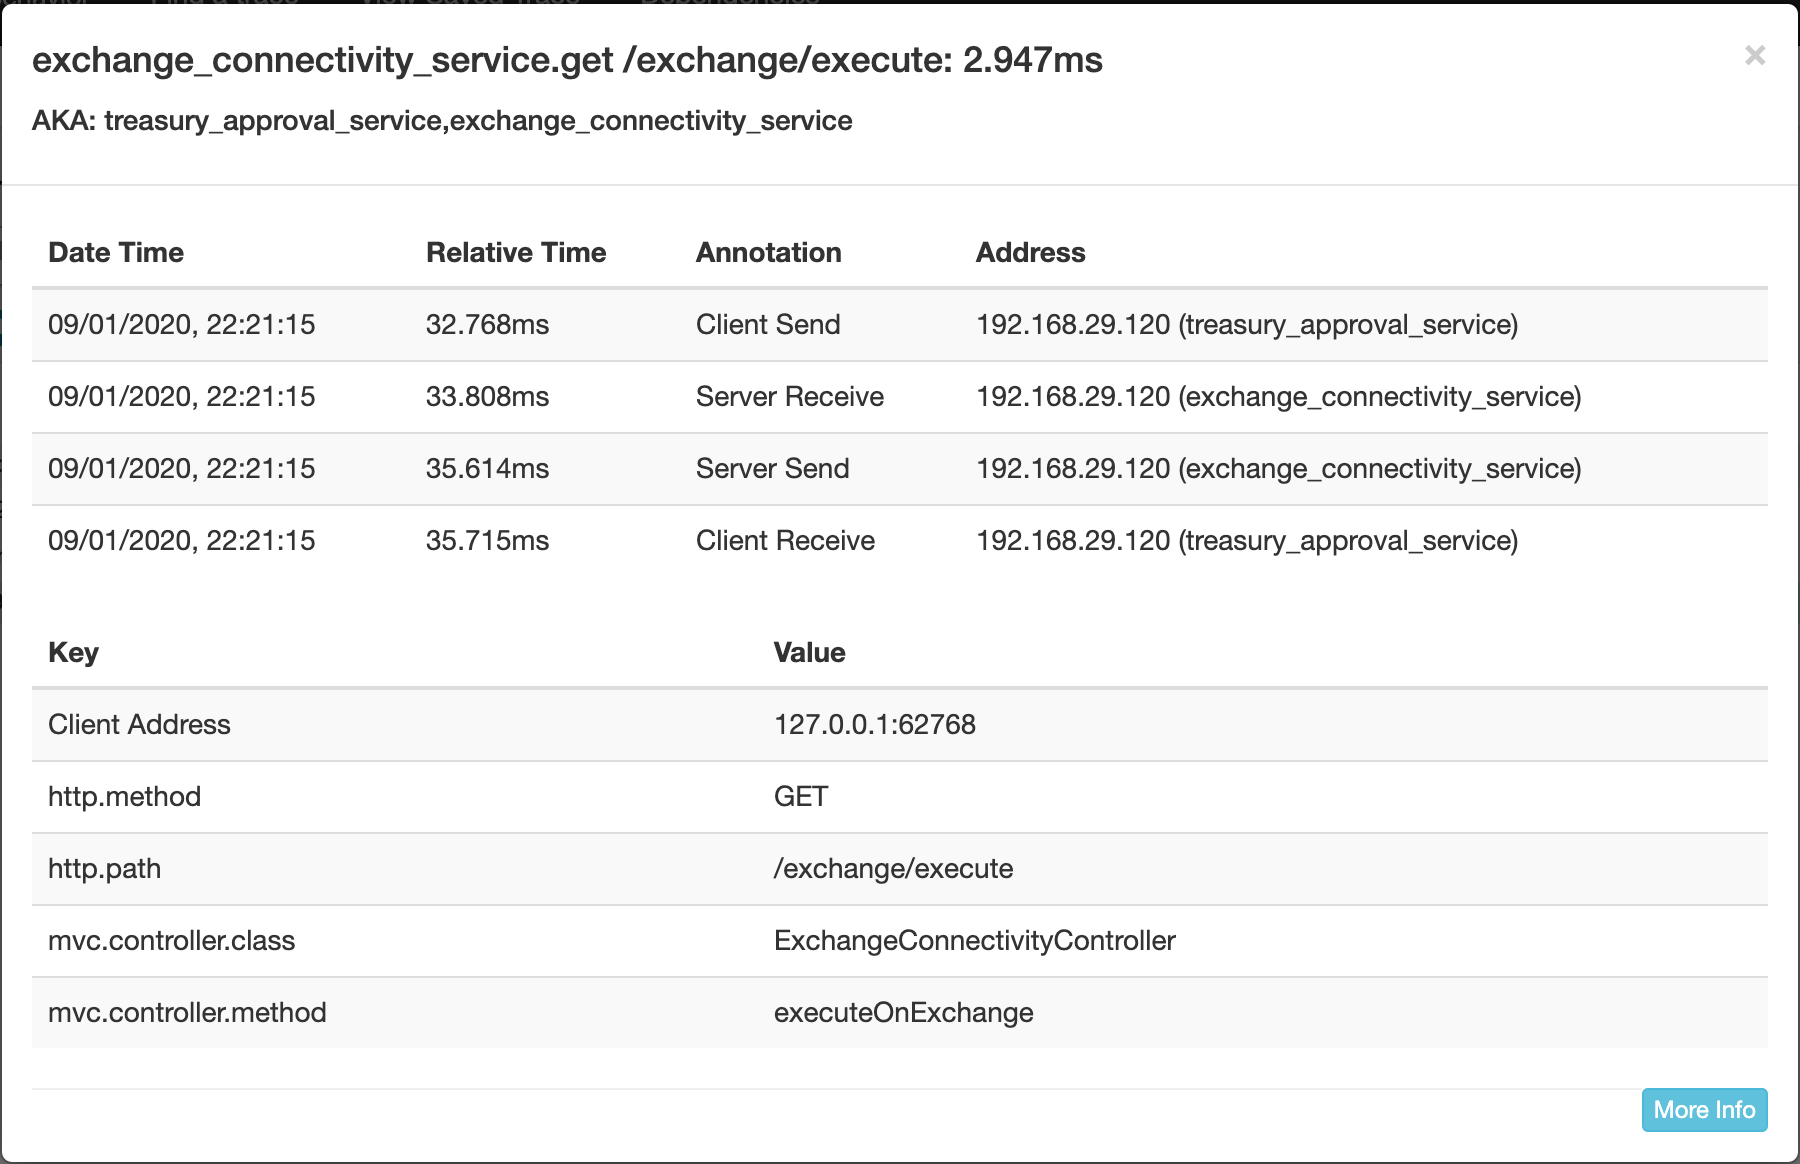 exchange_connectivity_service.get /exchange/execute: 2.947ms
×
AKA: treasury_approval_service,exchange_connectivity_service
Date Time Relative Time Annotation Address
09/01/2020, 22:21:15 32.768ms Client Send 192.168.29.120 (treasury_approval_service)
09/01/2020, 22:21:15 33.808ms Server Receive 192.168.29.120 (exchange_connectivity_service)
09/01/2020, 22:21:15 35.614ms Server Send 192.168.29.120 (exchange_connectivity_service)
09/01/2020, 22:21:15 35.715ms Client Receive 192.168.29.120 (treasury_approval_service)
Key Value
Client Address 127.0.0.1:62768
http.method GET
http.path /exchange/execute
mvc.controller.class ExchangeConnectivityController
mvc.controller.method executeOnExchange
More Info